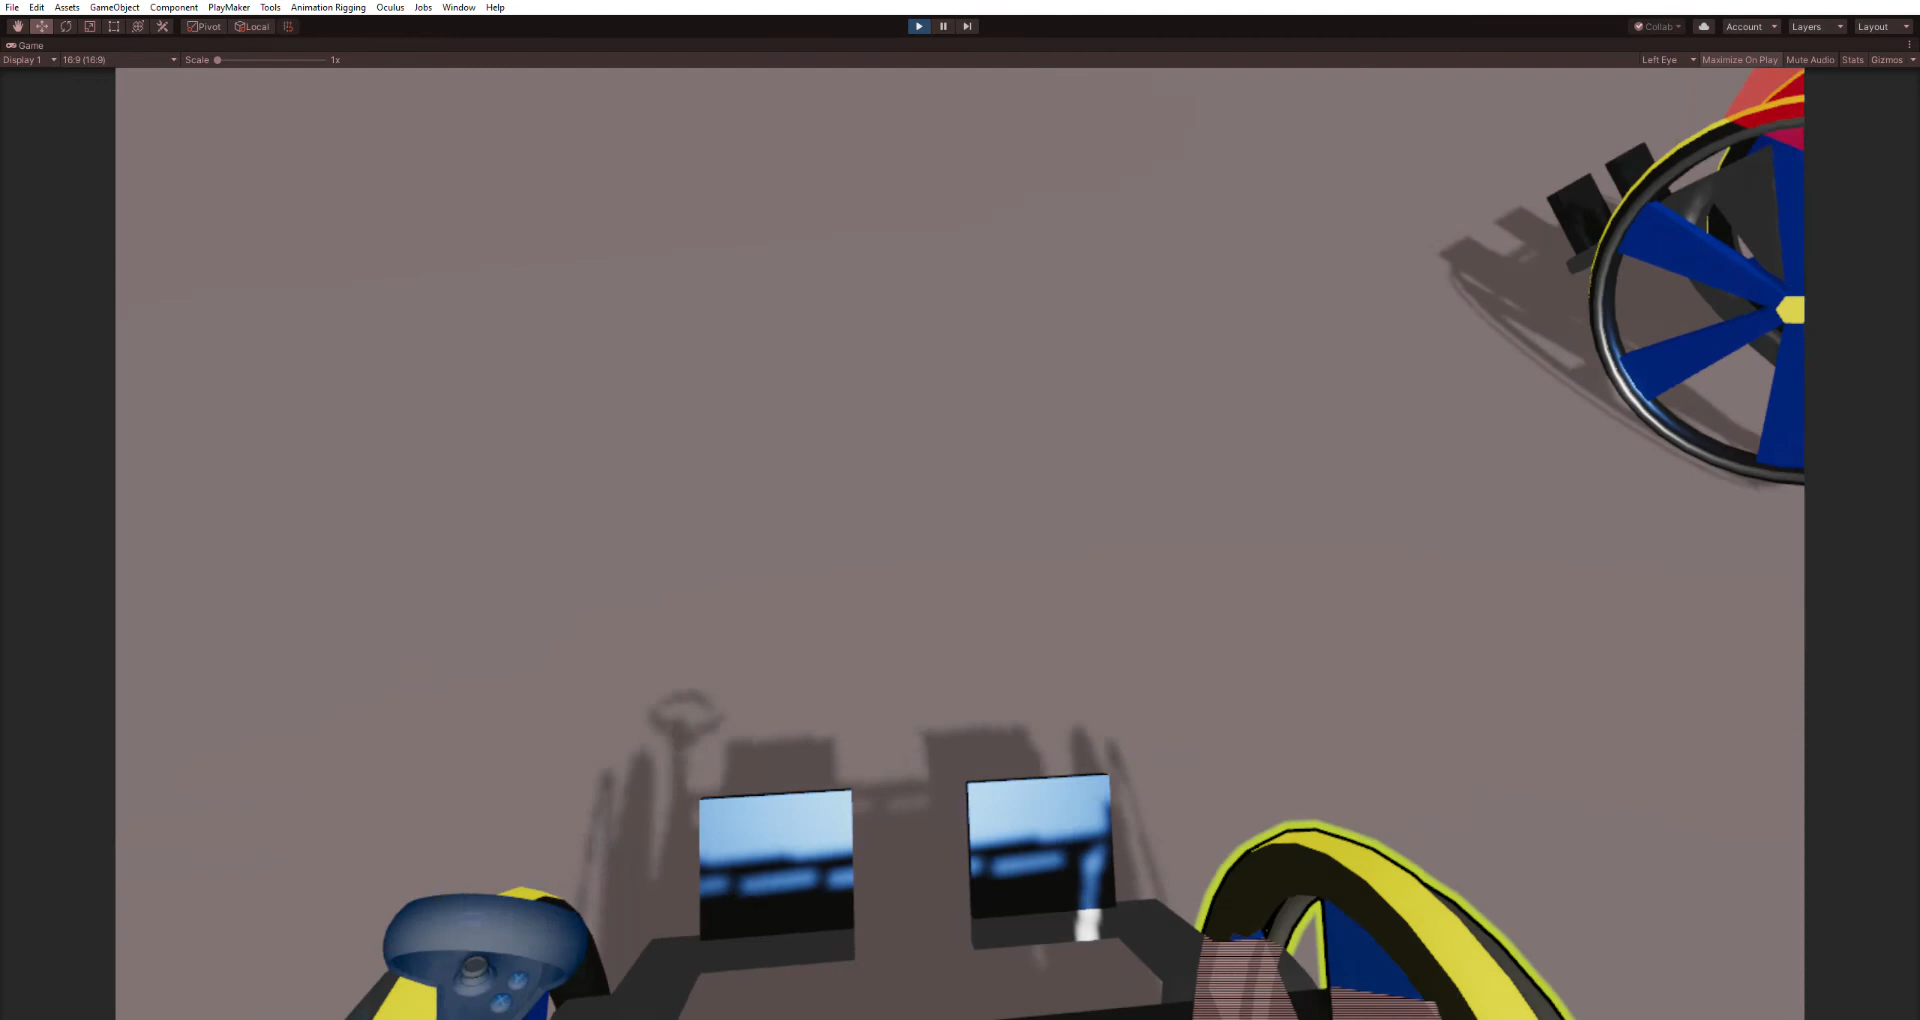 File Edit Assets GameObject Component PlayMaker Tools Animation Rigging Oculus Jobs Window Help
Pivot Local Collab Account Layers Layout
Game
Display 1 16:9 (16:9) Scale 1x Left Eye Maximize On Play Mute Audio Stats Gizmos
Y
X